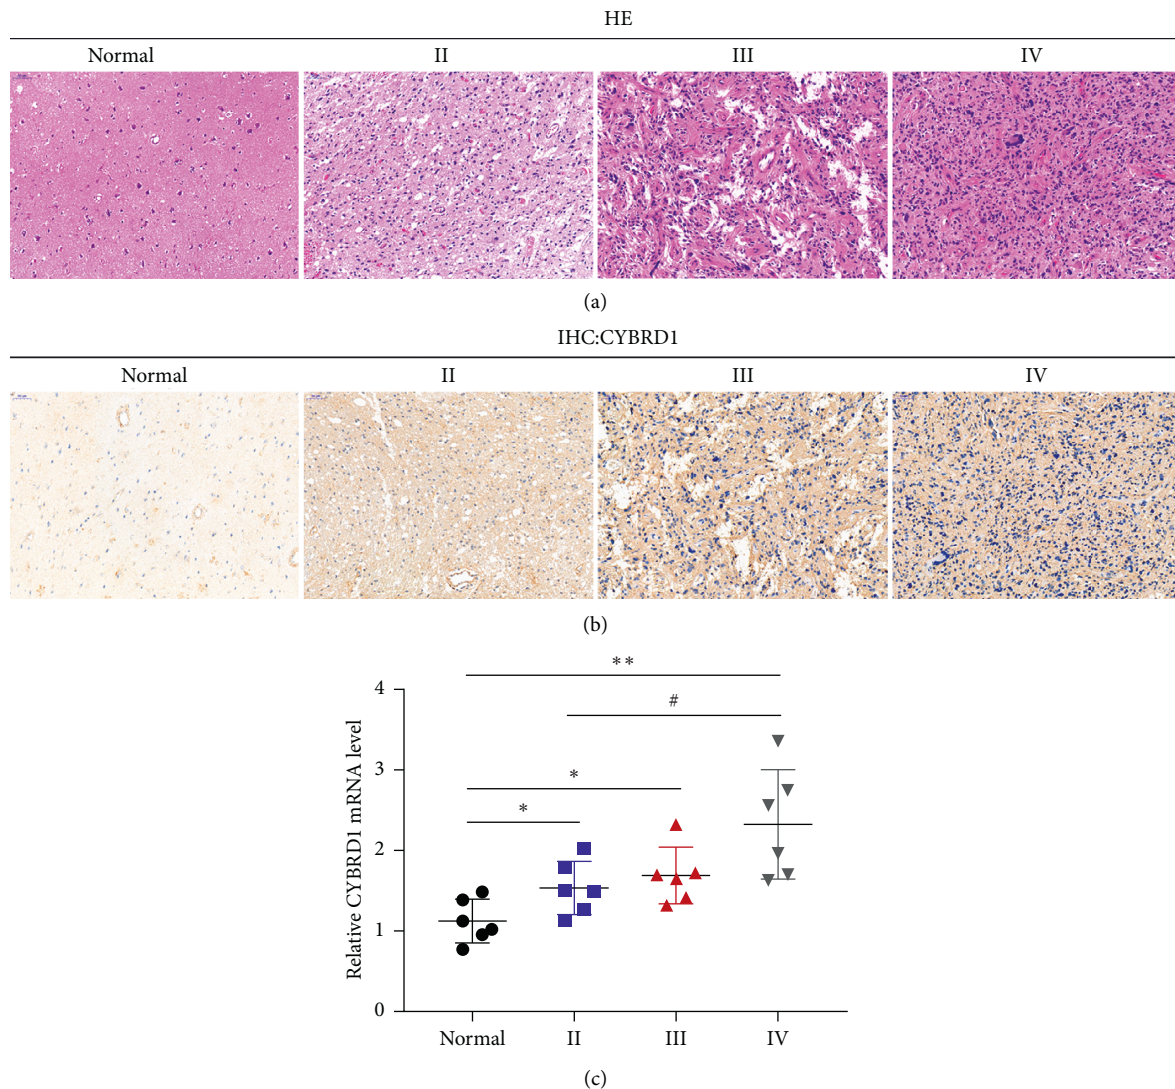 HE
Normal II III IV
(a)
IHC:CYBRD1
Normal II III IV
(b)
**
#
*
*
4
3
2
1
0
Relative CYBRD1 mRNA level
Normal II III IV
(c)